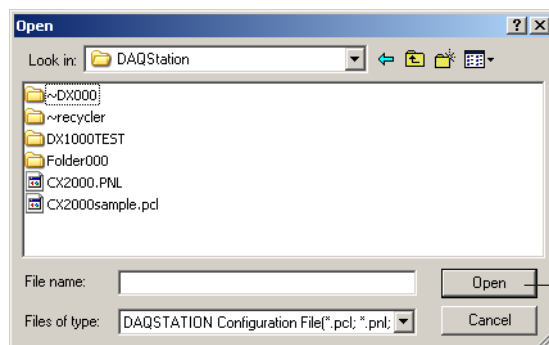 Open
Look in: DAQStation
~DX000
~recycler
DX1000TEST
Folder000
CX2000.PNL
CX2000sample.pcl
File name:
Open
Files of type: DAQSTATION Configuration File(*.pcl; *.pnl;
Cancel